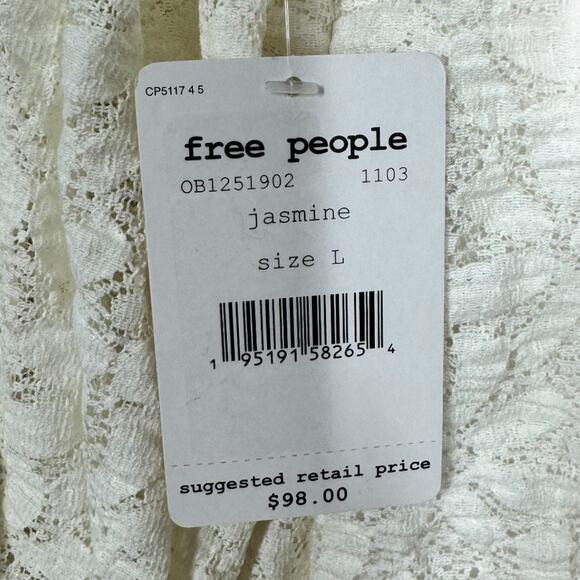 CP5117 4 5
free people
OB1251902 1103
jasmine
size L
1 95191 58265 4
suggested retail price
$98.00